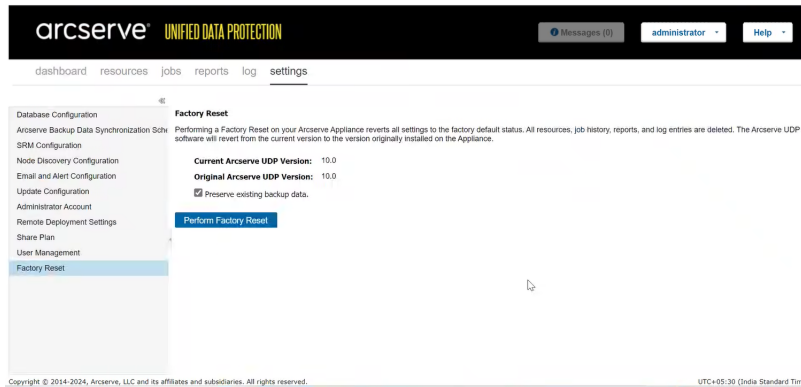 arcserve® UNIFIED DATA PROTECTION
Messages (0)
administrator
Help
dashboard resources jobs reports log settings
Database Configuration
Arcserve Backup Data Synchronization Sche
SRM Configuration
Node Discovery Configuration
Email and Alert Configuration
Update Configuration
Administrator Account
Remote Deployment Settings
Share Plan
User Management
Factory Reset
Factory Reset
Performing a Factory Reset on your Arcserve Appliance reverts all settings to the factory default status. All resources, job history, reports, and log entries are deleted. The Arcserve UDP
software will revert from the current version to the version originally installed on the Appliance.
Current Arcserve UDP Version: 10.0
Original Arcserve UDP Version: 10.0
Preserve existing backup data.
Perform Factory Reset
Copyright © 2014-2024, Arcserve, LLC and its affiliates and subsidiaries. All rights reserved.
UTC+05:30 (India Standard Tim